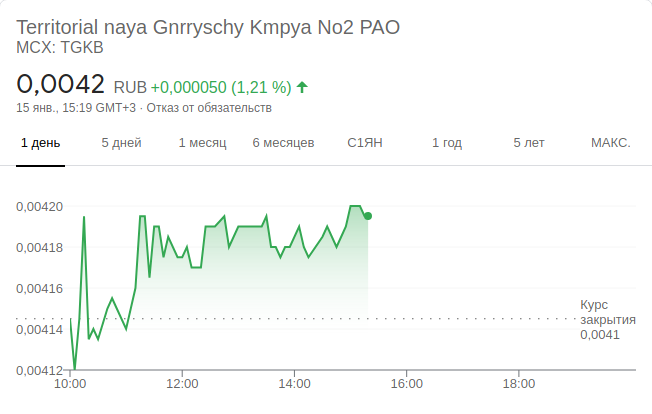 Territorial naya Gnrryschy Kmpya No2 PAO
MCX: TGKB
0,0042 RUB +0,000050 (1,21 %)
15 янв., 15:19 GMT+3 · Отказ от обязательств
1 день 5 дней 1 месяц 6 месяцев С1ЯН 1 год 5 лет МАКС.
0,00420
0,00418
0,00416
0,00414
0,00412
Курс
закрытия
0,0041
10:00 12:00 14:00 16:00 18:00